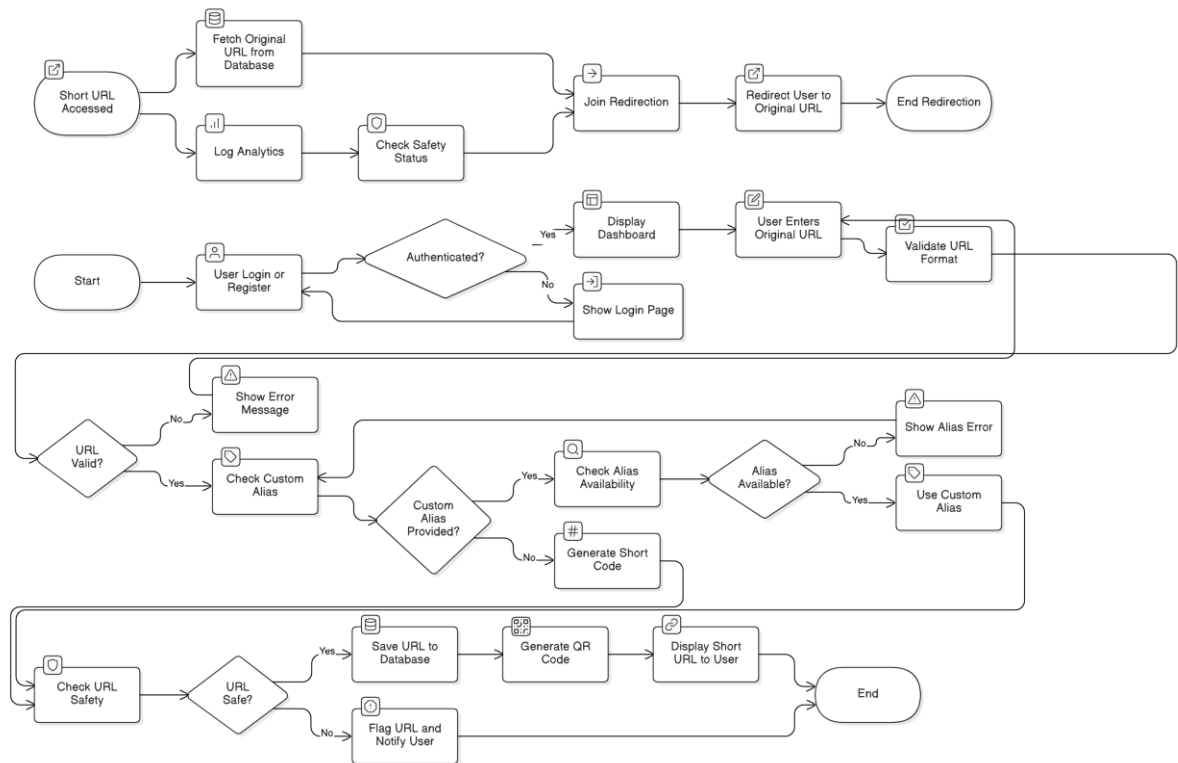 Fetch Original
URL from
Database
Short URL
Accessed
Log Analytics
Check Safety
Status
Join Redirection
Redirect User to
Original URL
End Redirection
Start
User Login or
Register
Authenticated?
Yes
No
Display
Dashboard
Show Login Page
User Enters
Original URL
Validate URL
Format
URL
Valid?
No
Yes
Show Error
Message
Check Custom
Alias
Custom
Alias
Provided?
Yes
No
Check Alias
Availability
Generate Short
Code
Alias
Available?
No
Yes
Show Alias Error
Use Custom
Alias
Check URL
Safety
URL
Safe?
Yes
No
Save URL to
Database
Generate QR
Code
Display Short
URL to User
Flag URL and
Notify User
End